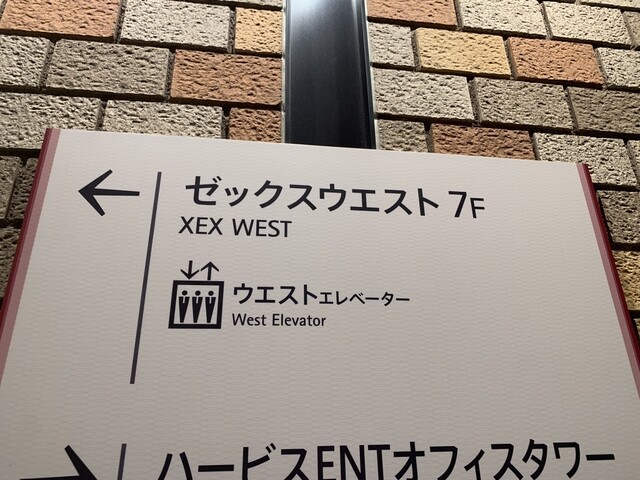 ゼックスウエスト 7F
XEX WEST
ウエストエレベーター
West Elevator
ハービスENTオフィスタワー